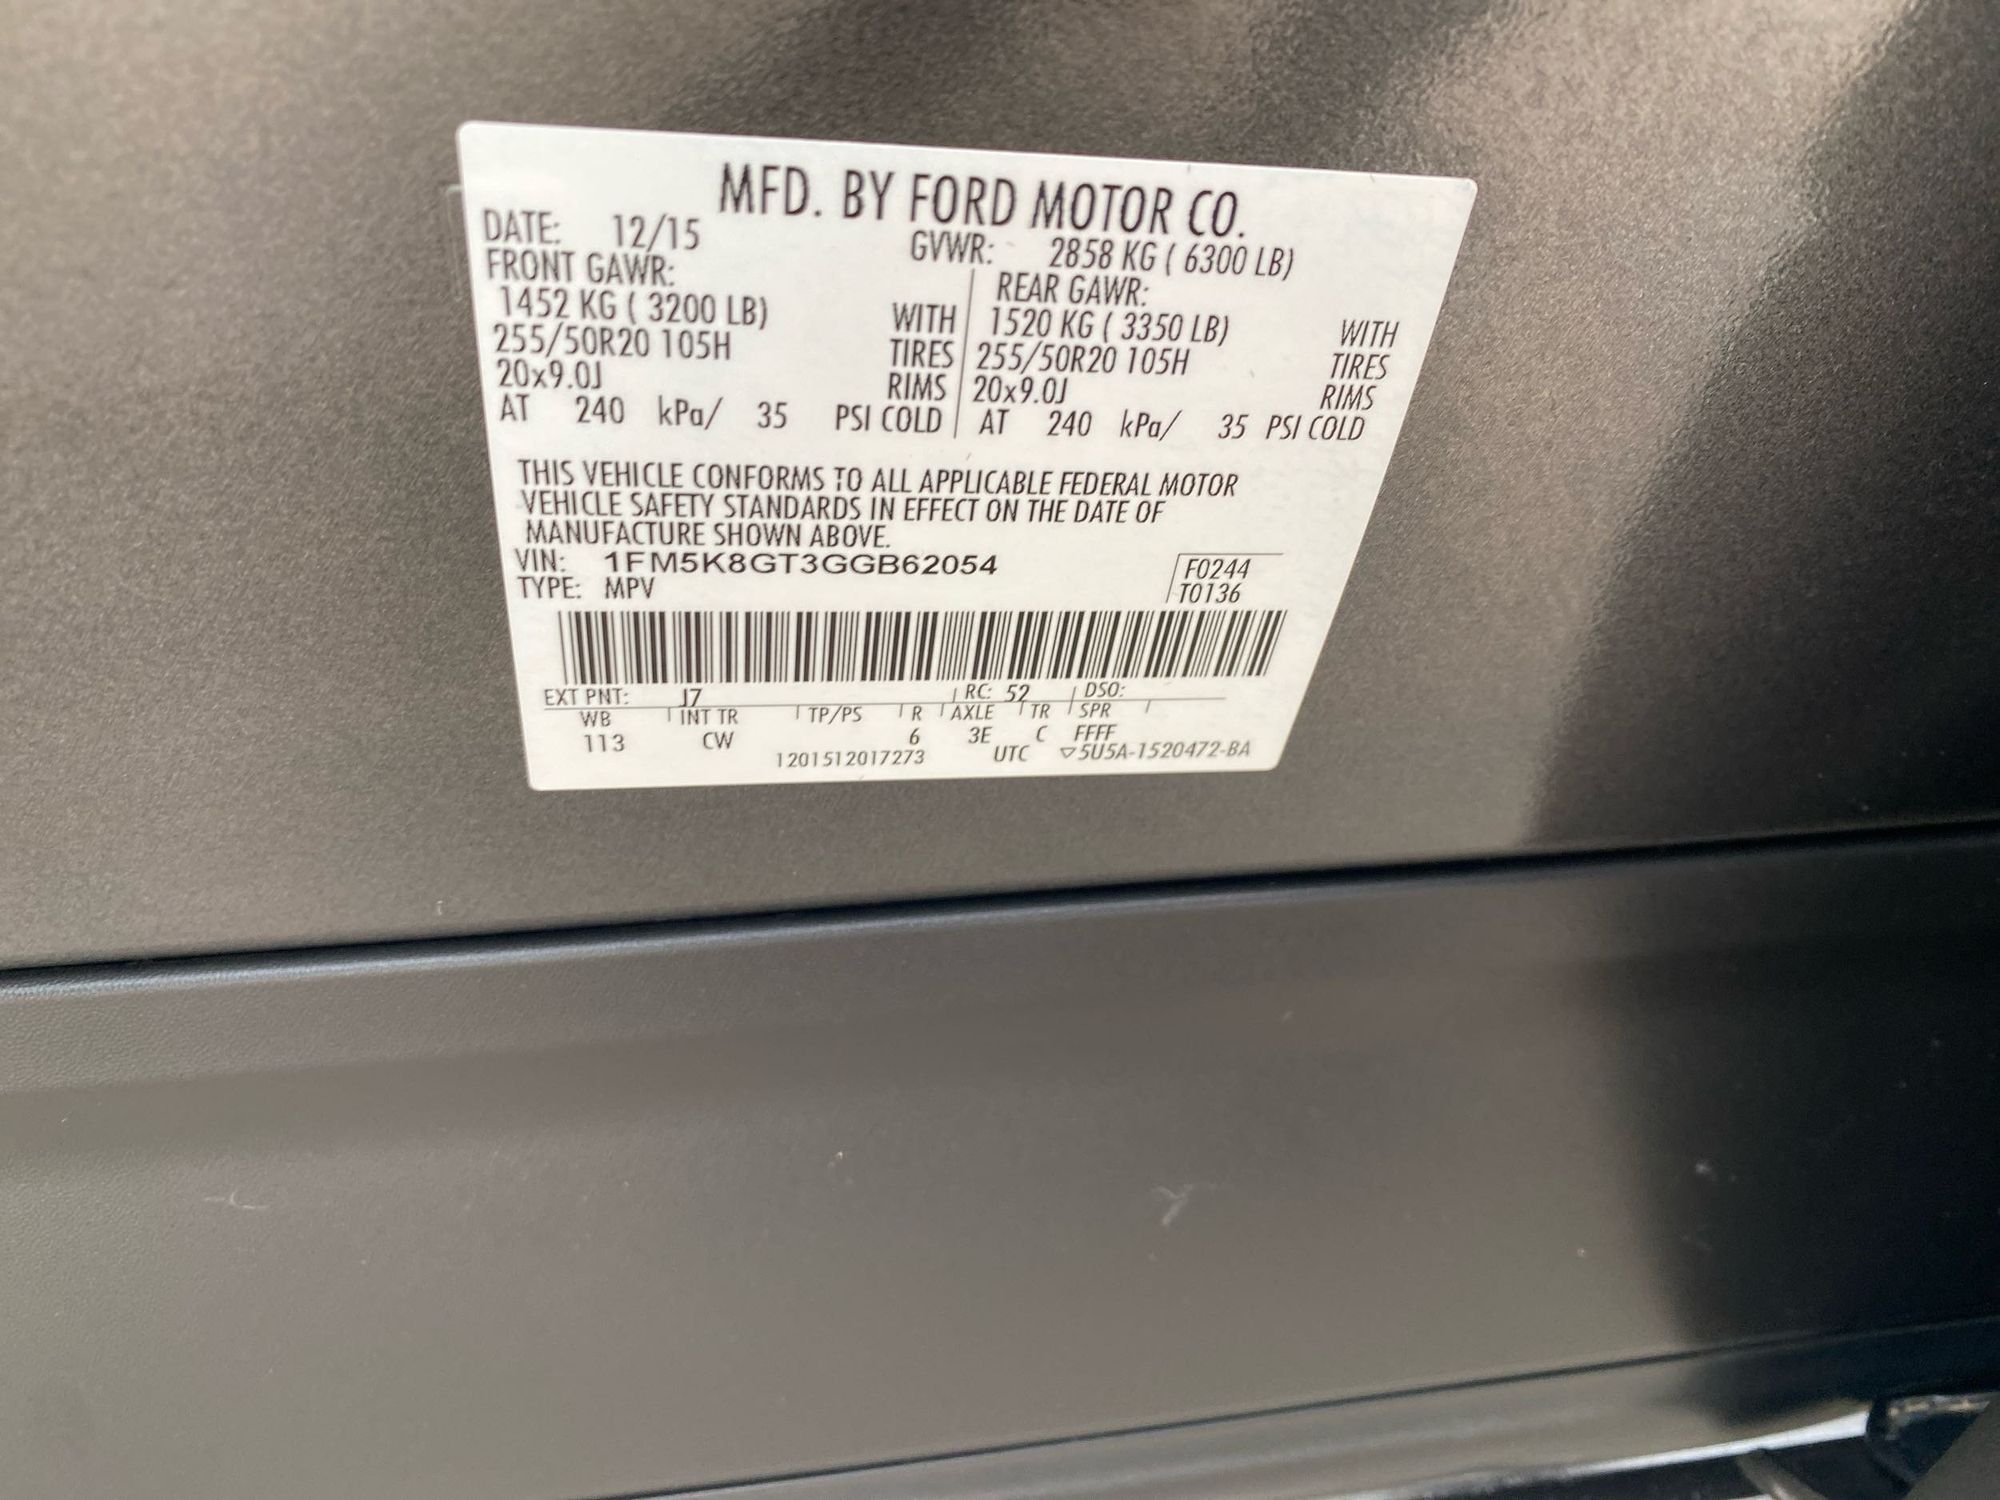 MFD. BY FORD MOTOR CO.
DATE: 12/15 GVWR: 2858 KG ( 6300 LB)
FRONT GAWR: REAR GAWR:
1452 KG ( 3200 LB) WITH 1520 KG ( 3350 LB) WITH
255/50R20 105H TIRES 255/50R20 105H TIRES
20x9.0J RIMS 20x9.0J RIMS
AT 240 kPa/ 35 PSI COLD AT 240 kPa/ 35 PSI COLD
THIS VEHICLE CONFORMS TO ALL APPLICABLE FEDERAL MOTOR
VEHICLE SAFETY STANDARDS IN EFFECT ON THE DATE OF
MANUFACTURE SHOWN ABOVE.
VIN: 1FM5K8GT3GGB62054 F0244
TYPE: MPV T0136
EXT PNT: J7 RC: 52 DSO:
WB INT TR TP/PS R AXLE TR SPR
113 CW 6 3E C FFFF
1201512017273 UTC ▽5U5A-1520472-BA